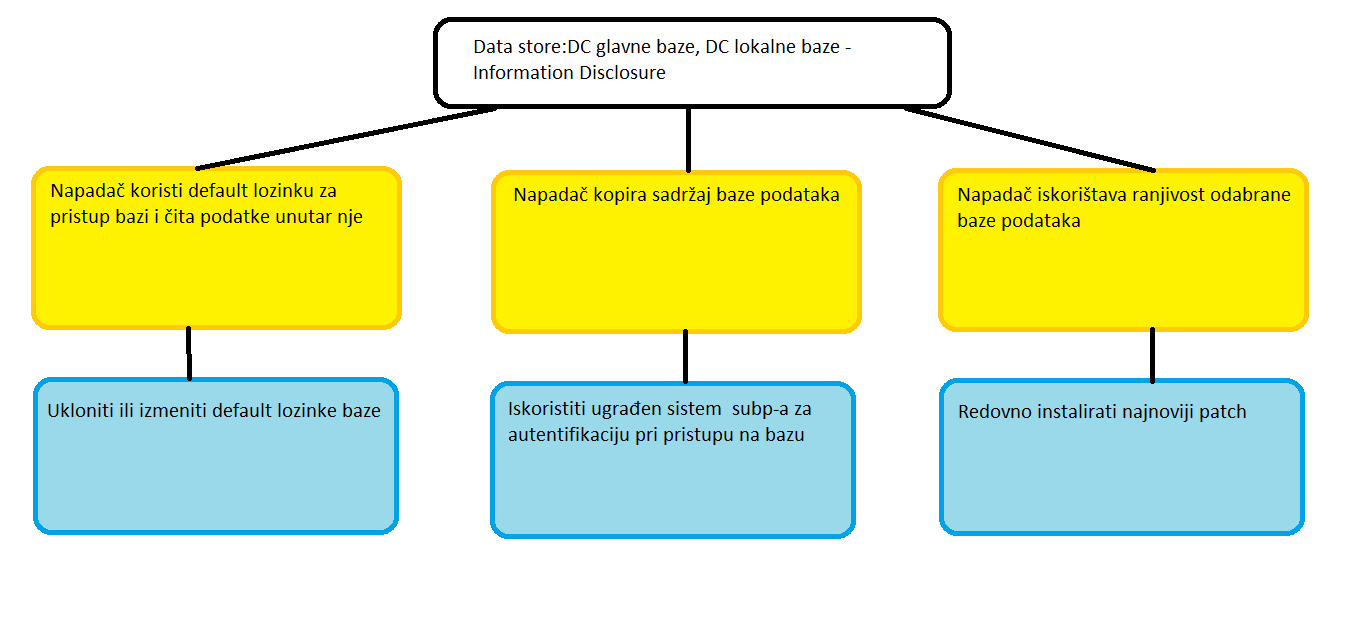 Data store:DC glavne baze, DC lokalne baze -
Information Disclosure
Napadač koristi default lozinku za
pristup bazi i čita podatke unutar nje
Napadač kopira sadržaj baze podataka
Napadač iskorištava ranjivost odabrane
baze podataka
Ukloniti ili izmeniti default lozinke baze
Iskoristiti ugrađen sistem  subp-a za
autentifikaciju pri pristupu na bazu
Redovno instalirati najnoviji patch